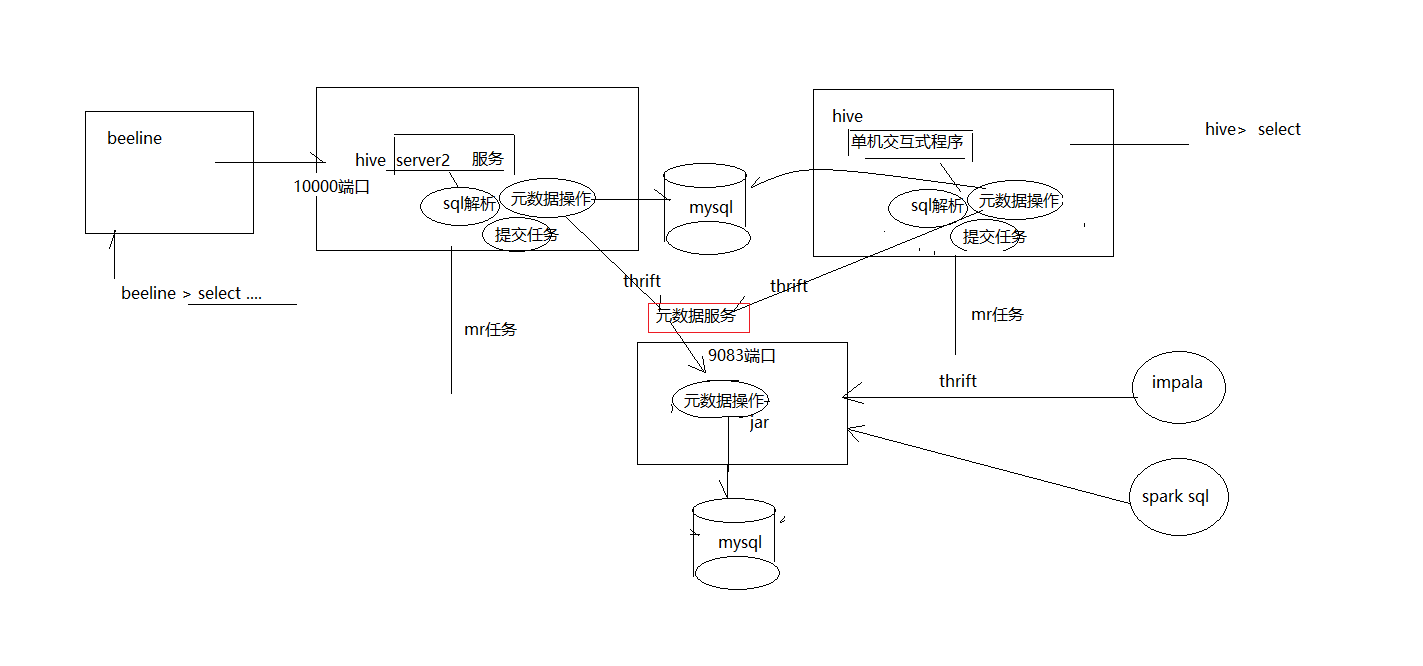 beeline
hive server2 服务
10000端口
sql解析
元数据操作
提交任务
beeline > select ....
mr任务
mysql
hive
单机交互式程序
hive> select
sql解析
元数据操作
提交任务
mr任务
thrift
thrift
元数据服务
9083端口
元数据操作
jar
mysql
thrift
impala
spark sql